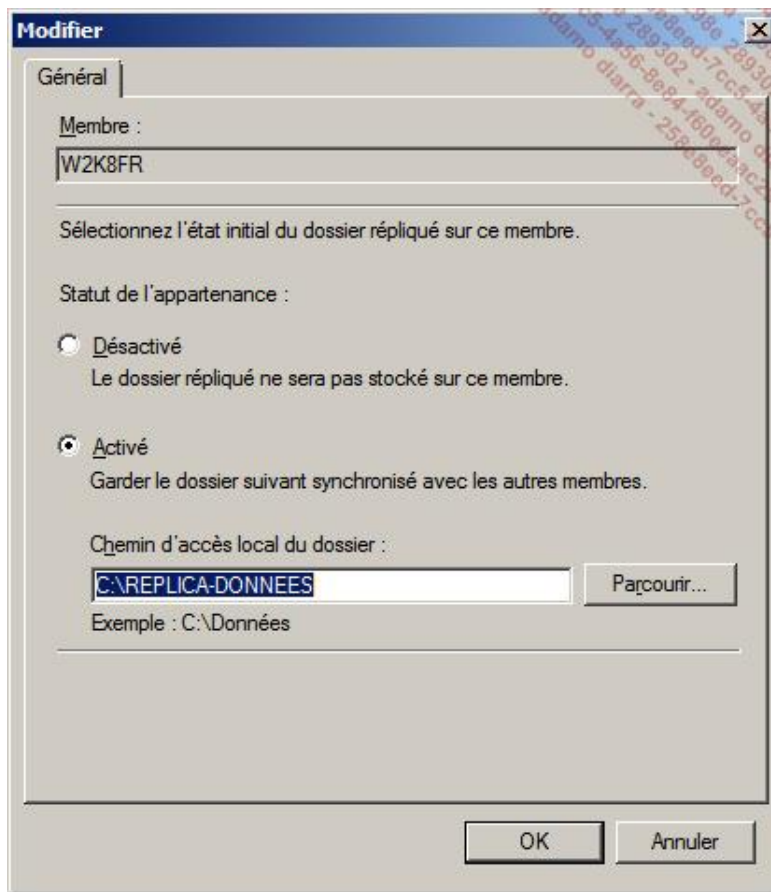 Modifier
Général
Membre :
W2K8FR
Sélectionnez l'état initial du dossier répliqué sur ce membre.
Statut de l'appartenance :
Désactivé
Le dossier répliqué ne sera pas stocké sur ce membre.
Activé
Garder le dossier suivant synchronisé avec les autres membres.
Chemin d'accès local du dossier :
C:\REPLICA-DONNEES
Parcourir...
Exemple : C:\Données
OK
Annuler